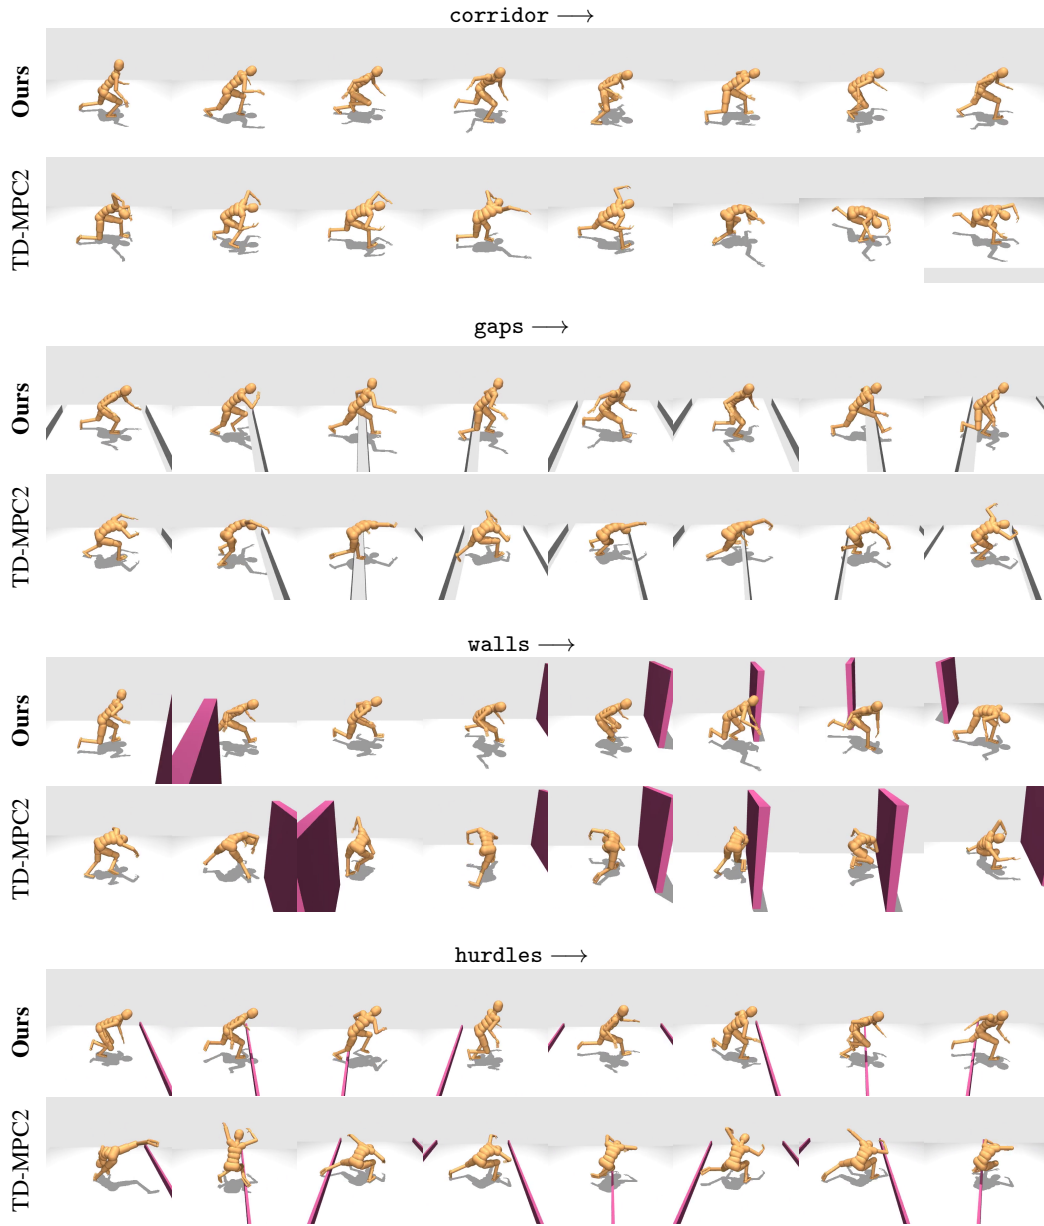 corridor ⟶
Ours
TD-MPC2
gaps ⟶
Ours
TD-MPC2
walls ⟶
Ours
TD-MPC2
hurdles ⟶
Ours
TD-MPC2